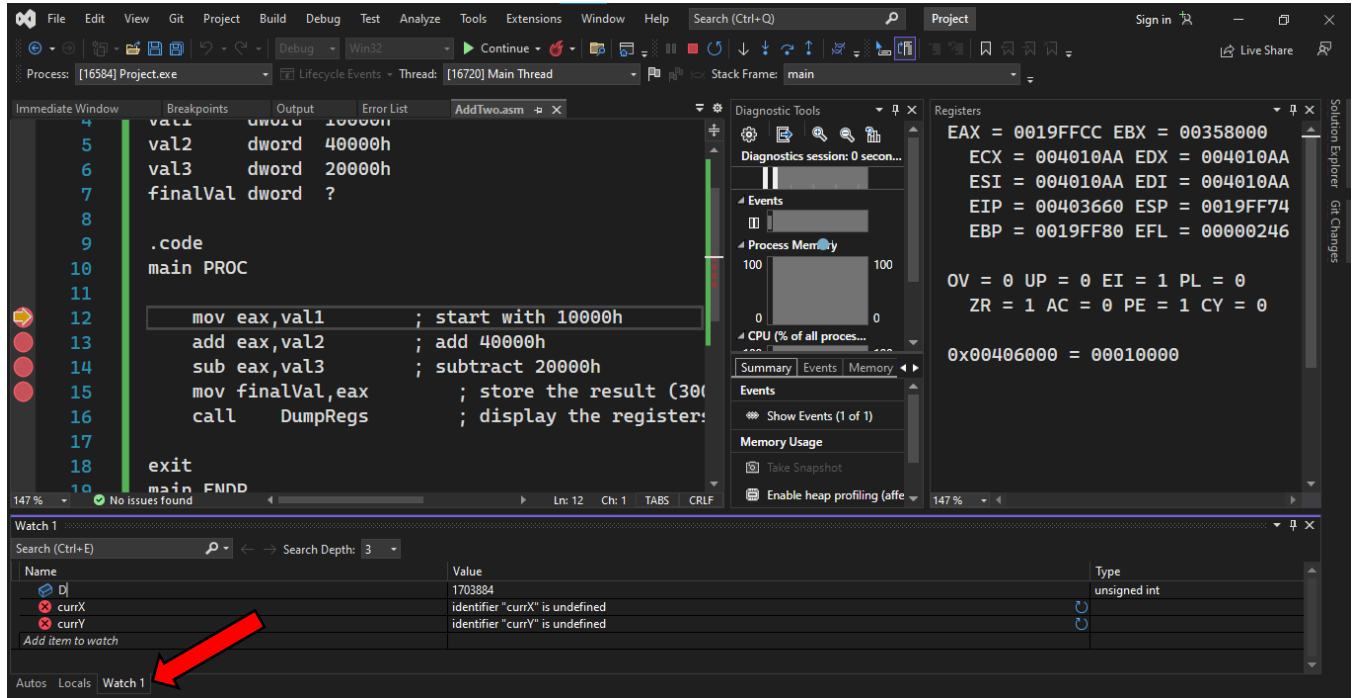 File Edit View Git Project Build Debug Test Analyze Tools Extensions Window Help Search (Ctrl+Q) Project Sign in
Debug Win32 Continue Live Share
Process: [16584] Project.exe Lifecycle Events Thread: [16720] Main Thread Stack Frame: main
Immediate Window Breakpoints Output Error List AddTwo.asm
4 val1 dword 10000h
5 val2 dword 40000h
6 val3 dword 20000h
7 finalVal dword ?
8
9 .code
10 main PROC
11
12 mov eax,val1 ; start with 10000h
13 add eax,val2 ; add 40000h
14 sub eax,val3 ; subtract 20000h
15 mov finalVal,eax ; store the result (300
16 call DumpRegs ; display the registers
17
18 exit
19 main ENDP
147 % No issues found Ln: 12 Ch: 1 TABS CRLF
Diagnostic Tools
Diagnostics session: 0 secon...
Events
Process Memory
100 100
0 0
CPU (% of all proces...
100 100
Summary Events Memory
Events
Show Events (1 of 1)
Memory Usage
Take Snapshot
Enable heap profiling (affe
Registers
EAX = 0019FFCC EBX = 00358000
ECX = 004010AA EDX = 004010AA
ESI = 004010AA EDI = 004010AA
EIP = 00403660 ESP = 0019FF74
EBP = 0019FF80 EFL = 00000246
OV = 0 UP = 0 EI = 1 PL = 0
ZR = 1 AC = 0 PE = 1 CY = 0
0x00406000 = 00010000
147 %
Solution Explorer
Git Changes
Watch 1
Search (Ctrl+E) Search Depth: 3
Name Value Type
D 1703884 unsigned int
currX identifier "currX" is undefined
currY identifier "currY" is undefined
Add item to watch
Autos Locals Watch 1